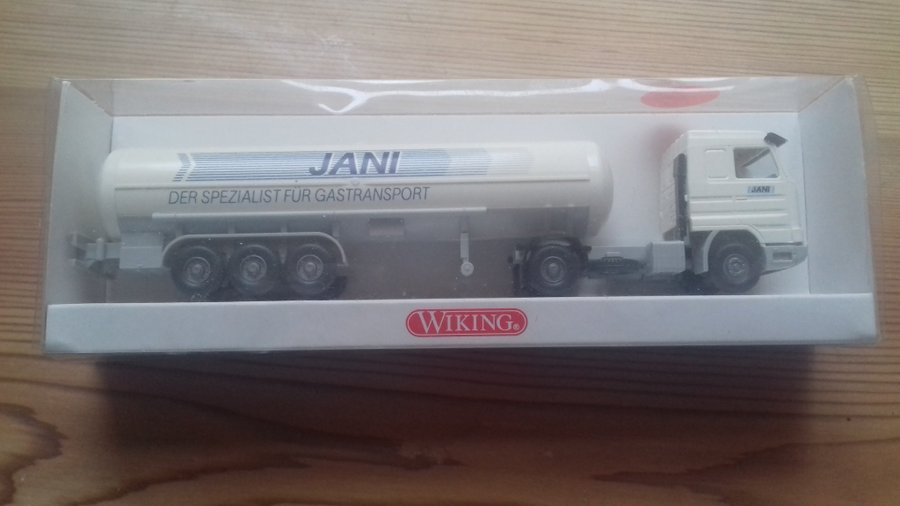 JANI
DER SPEZIALIST FÜR GASTRANSPORT
JANI
WIKING®